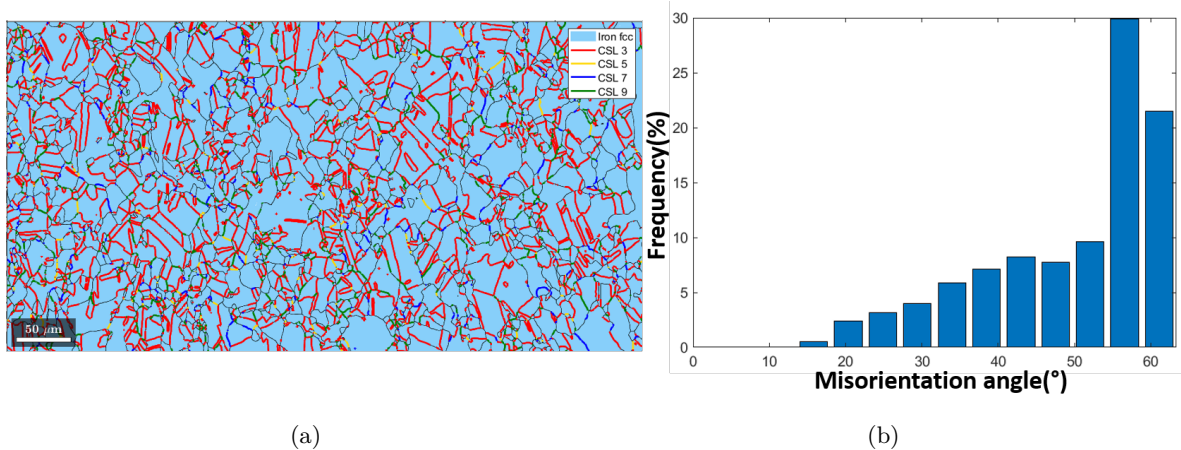 Iron fcc
CSL 3
CSL 5
CSL 7
CSL 9
50 μm
(a)
Frequency(%)
30
25
20
15
10
5
0
0 10 20 30 40 50 60
Misorientation angle(°)
(b)